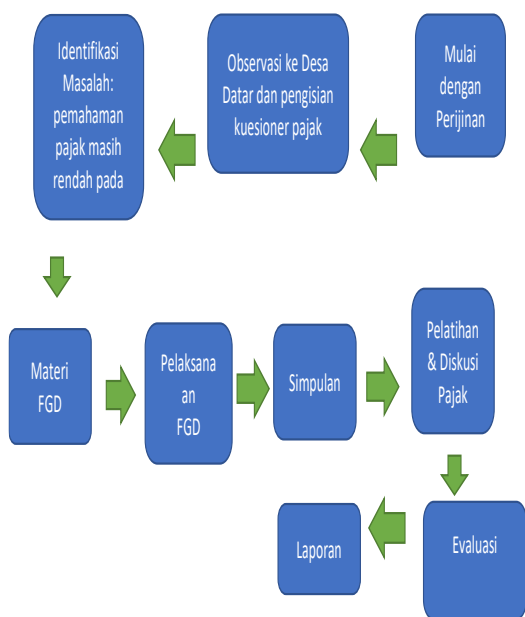 Identifikasi
Masalah:
pemahaman
pajak masih
rendah pada
Observasi ke Desa
Datar dan pengisian
kuesioner pajak
Mulai
dengan
Perijinan
Materi
FGD
Pelaksana
an
FGD
Simpulan
Pelatihan
& Diskusi
Pajak
Laporan
Evaluasi